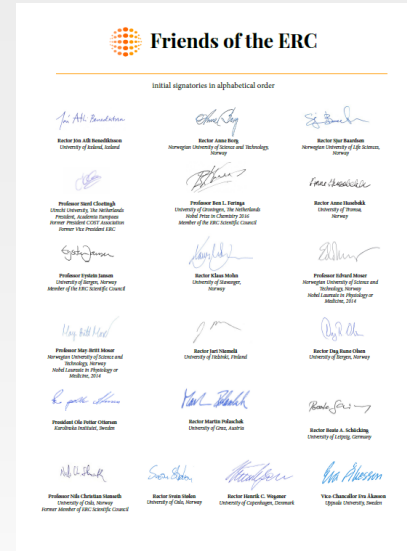 Friends of the ERC
initial signatories in alphabetical order
Rector Jón Atli Benediktsson
University of Iceland, Iceland
Rector Anne Borg,
Norwegian University of Science and Technology,
Norway
Rector Sjur Baardsen
Norwegian University of Life Sciences,
Norway
Professor Sierd Cloetingh
Utrecht University, The Netherlands
President, Academia Europaea
Former President COST Association
Former Vice President ERC
Professor Ben L. Feringa
University of Groningen, The Netherlands
Nobel Prize in Chemistry 2016
Member of the ERC Scientific Council
Rector Anne Husebekk
University of Tromsø,
Norway
Professor Eystein Jansen
University of Bergen, Norway
Member of the ERC Scientific Council
Rector Klaus Mohn
University of Stavanger,
Norway
Professor Edvard Moser
Norwegian University of Science and
Technology, Norway
Nobel Laureate in Physiology or
Medicine, 2014
Professor May-Britt Moser
Norwegian University of Science and
Technology, Norway
Nobel Laureate in Physiology or
Medicine, 2014
Rector Jari Niemelä
University of Helsinki, Finland
Rector Dag Rune Olsen
University of Bergen, Norway
President Ole Petter Ottersen
Karolinska Institutet, Sweden
Rector Martin Polaschek
University of Graz, Austria
Rector Beate A. Schücking
University of Leipzig, Germany
Professor Nils Christian Stenseth
University of Oslo, Norway
Former Member of ERC Scientific Council
Rector Svein Stølen
University of Oslo, Norway
Rector Henrik C. Wegener
University of Copenhagen, Denmark
Vice-Chancellor Eva Åkesson
Uppsala University, Sweden